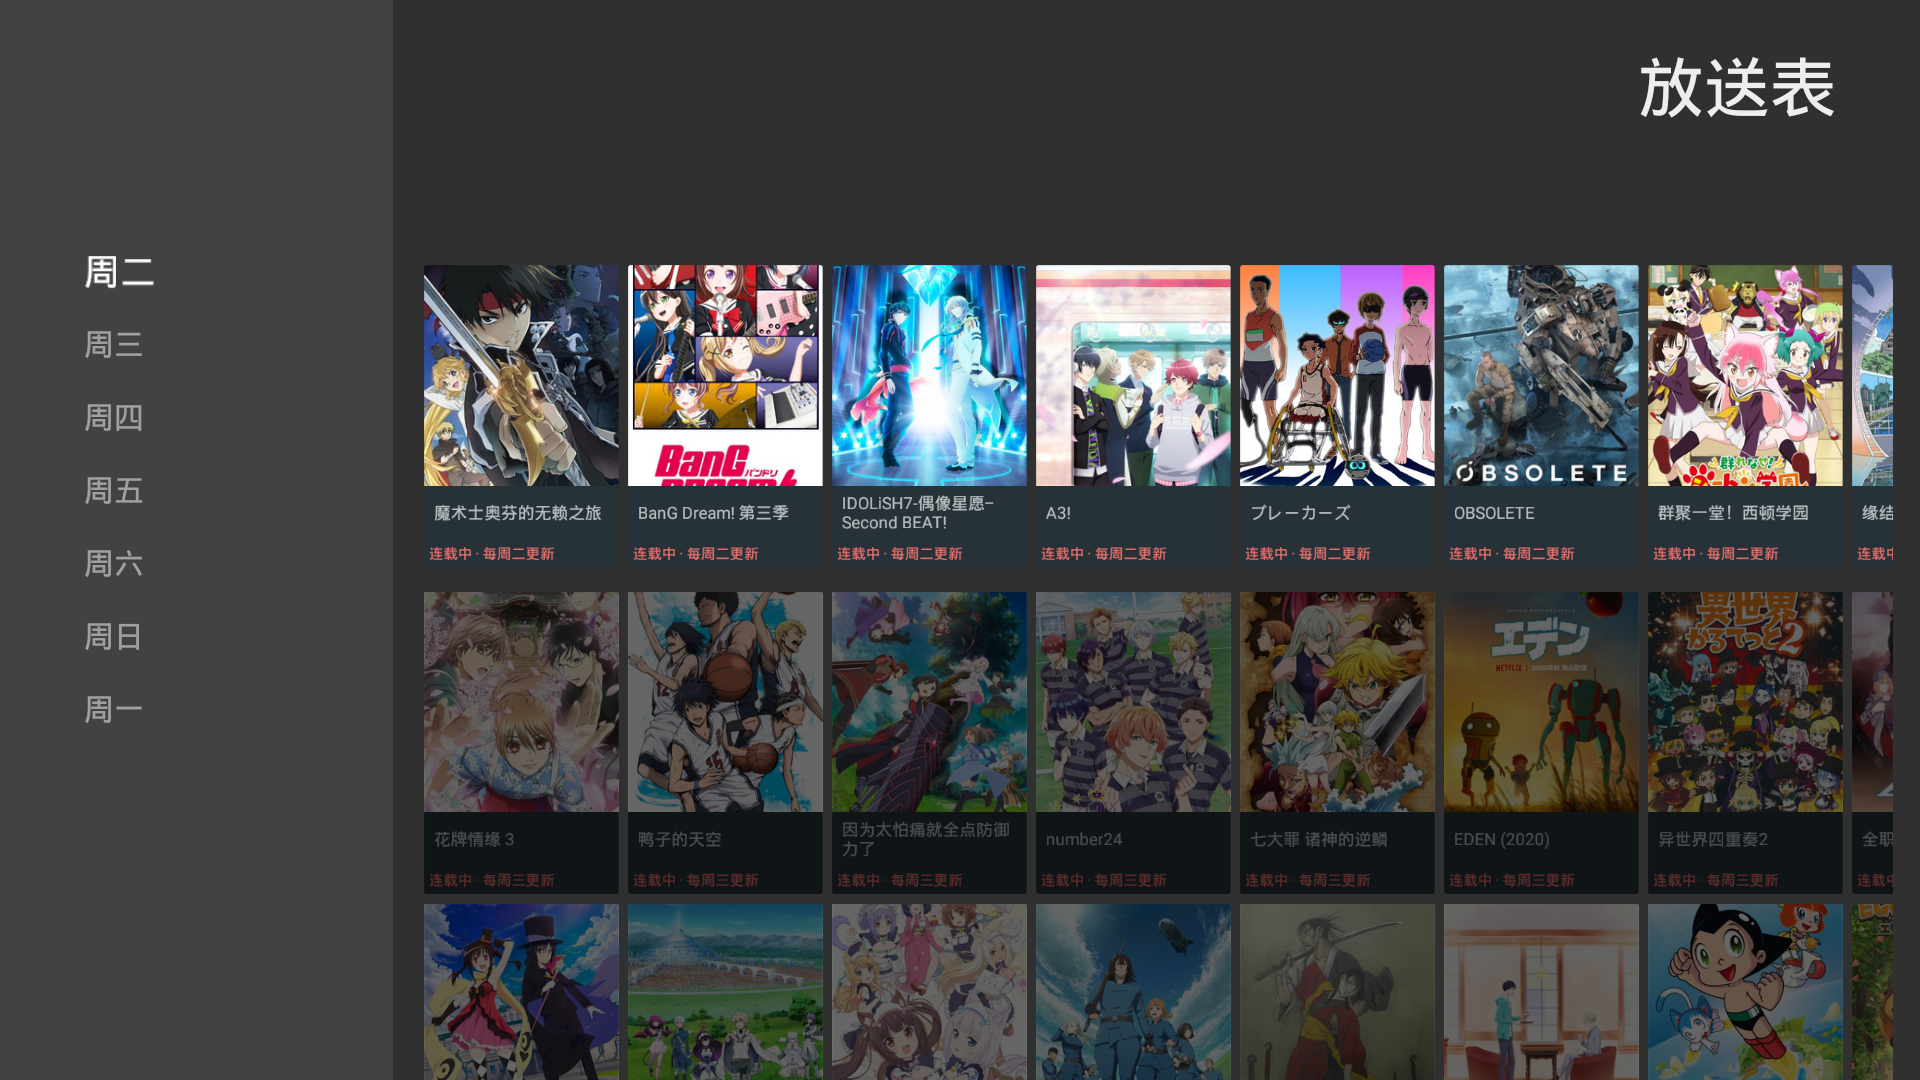 放送表
周二
周三
周四
周五
周六
周日
周一
BanG
バンドリ
OBSOLETE
群れなせ!
魔术士奥芬的无赖之旅
BanG Dream! 第三季
IDOLiSH7-偶像星愿–
Second BEAT!
A3!
ブレーカーズ
OBSOLETE
群聚一堂！西顿学园
缘结
连载中 · 每周二更新
连载中 · 每周二更新
连载中 · 每周二更新
连载中 · 每周二更新
连载中 · 每周二更新
连载中 · 每周二更新
连载中 · 每周二更新
连载中
エデン
NETFLIX
異世界
かるてっと2
花牌情缘 3
鸭子的天空
因为太怕痛就全点防御
力了
number24
七大罪 诸神的逆鳞
EDEN (2020)
异世界四重奏2
全职
连载中 · 每周三更新
连载中 · 每周三更新
连载中 · 每周三更新
连载中 · 每周三更新
连载中 · 每周三更新
连载中 · 每周三更新
连载中 · 每周三更新
连载中